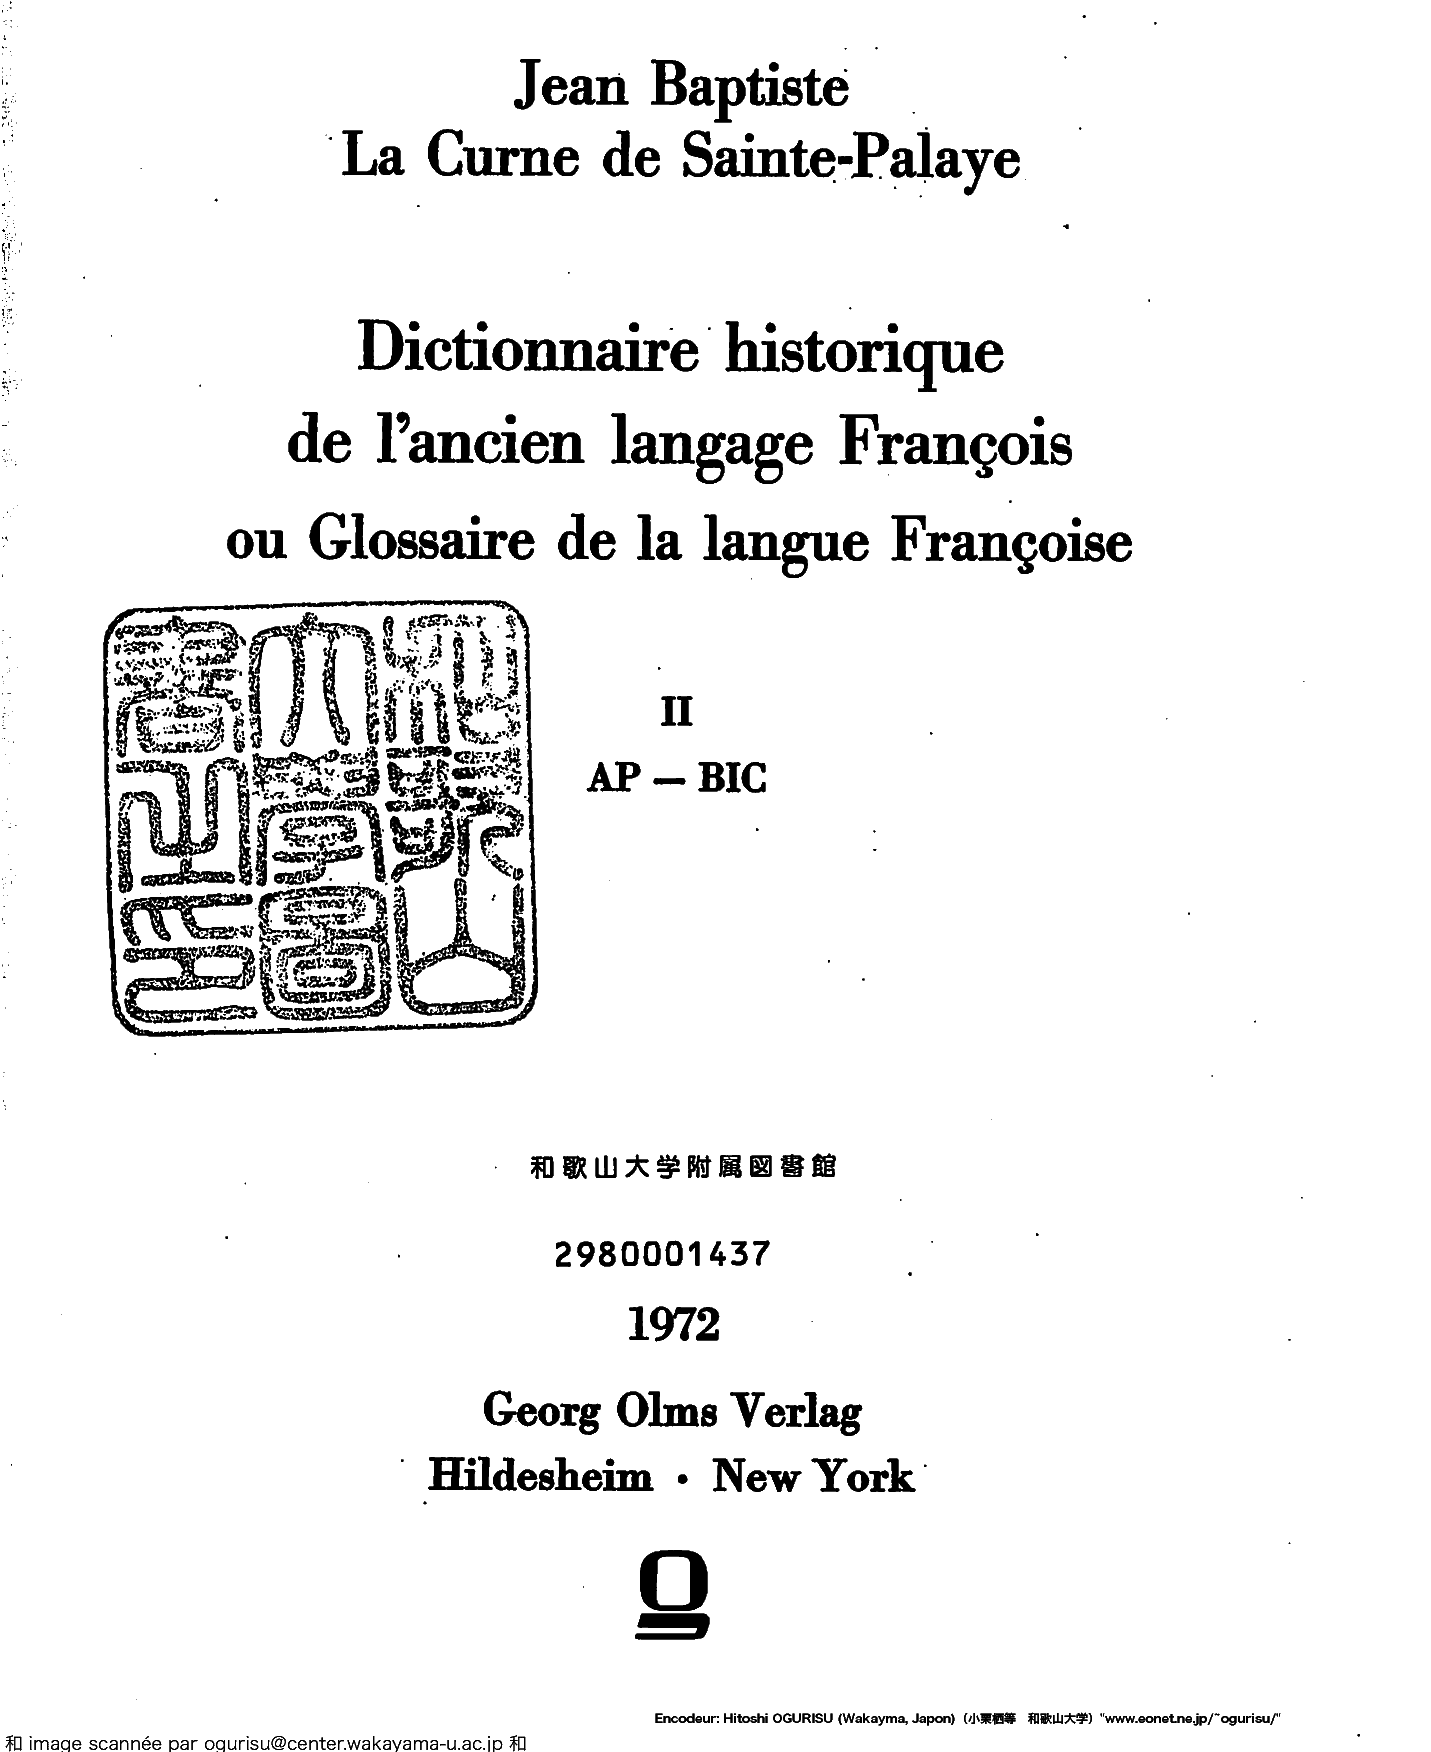 Jean Baptiste
La Curne de Sainte-Palaye
Dictionnaire historique
de l'ancien langage François
ou Glossaire de la langue Françoise
II
AP — BIC
和歌山大学附属図書館
2980001437
1972
Georg Olms Verlag
Hildesheim • New York
Encodeur: Hitoshi OGURISU (Wakayma, Japon) (小栗栖等 和歌山大学) "www.eonet.ne.jp/~ogurisu/"
和 image scannée par ogurisu@center.wakayama-u.ac.jp 和